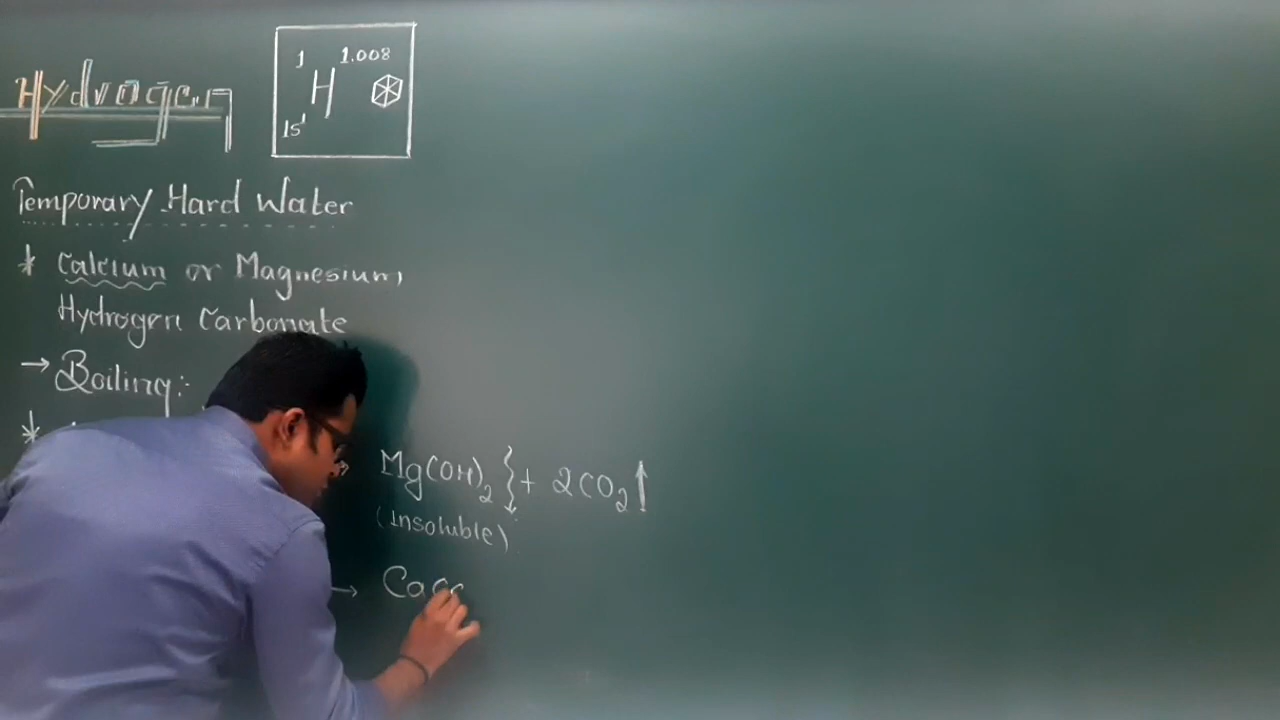 Hydrogen
1 1.008
H
1s¹
Temporary Hard Water
* Calcium or Magnesium,
Hydrogen Carbonate
→ Boiling:-
*
Mg(OH)₂ + 2CO₂↑
(Insoluble)
→ CaCo